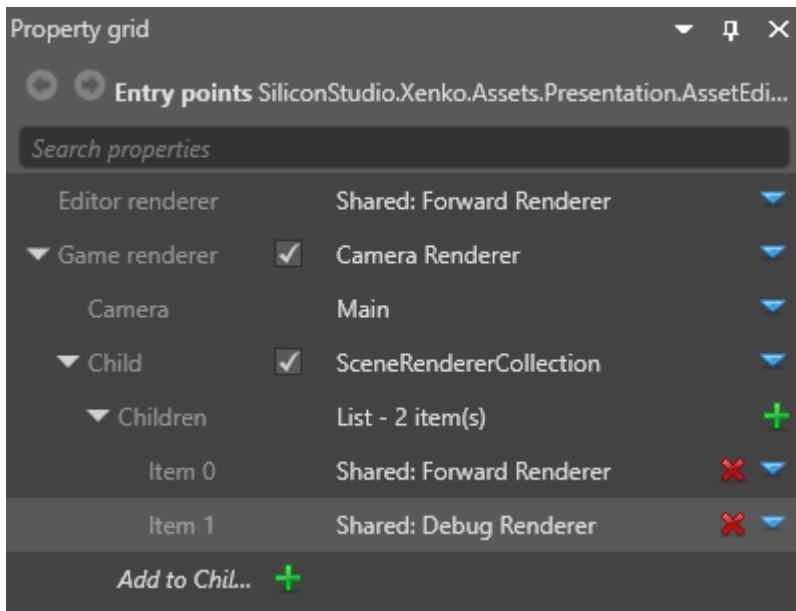 Property grid
Entry points SiliconStudio.Xenko.Assets.Presentation.AssetEdi...
Search properties
Editor renderer Shared: Forward Renderer
Game renderer Camera Renderer
Camera Main
Child SceneRendererCollection
Children List - 2 item(s)
Item 0 Shared: Forward Renderer
Item 1 Shared: Debug Renderer
Add to Chil...